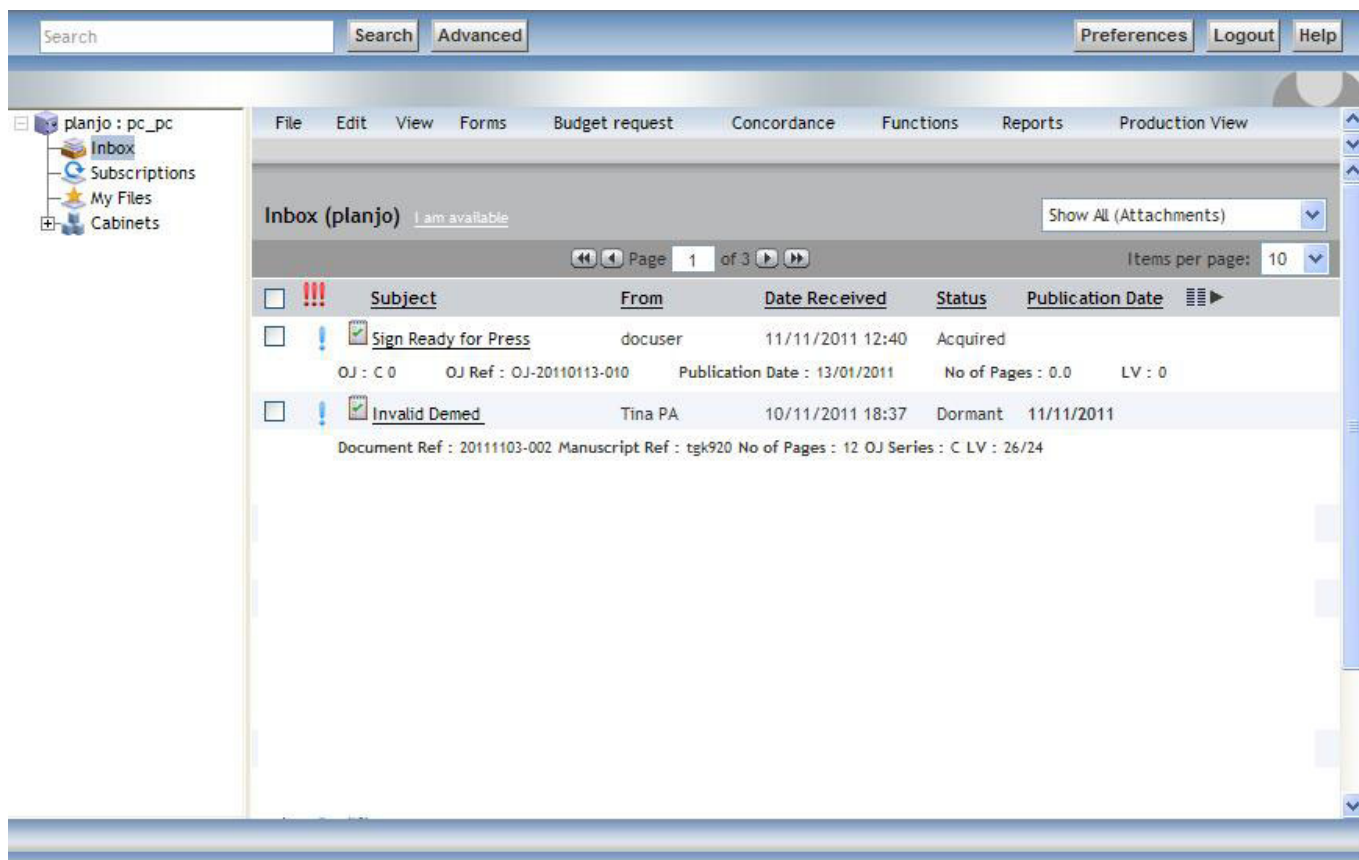 Search Search Advanced Preferences Logout Help
planjo : pc_pc
Inbox
Subscriptions
My Files
Cabinets
File Edit View Forms Budget request Concordance Functions Reports Production View
Inbox (planjo) I am available Show All (Attachments)
Page 1 of 3 Items per page: 10
!!! Subject From Date Received Status Publication Date
! Sign Ready for Press docuser 11/11/2011 12:40 Acquired
OJ : C 0 OJ Ref : OJ-20110113-010 Publication Date : 13/01/2011 No of Pages : 0.0 LV : 0
! Invalid Demed Tina PA 10/11/2011 18:37 Dormant 11/11/2011
Document Ref : 20111103-002 Manuscript Ref : tgk920 No of Pages : 12 OJ Series : C LV : 26/24